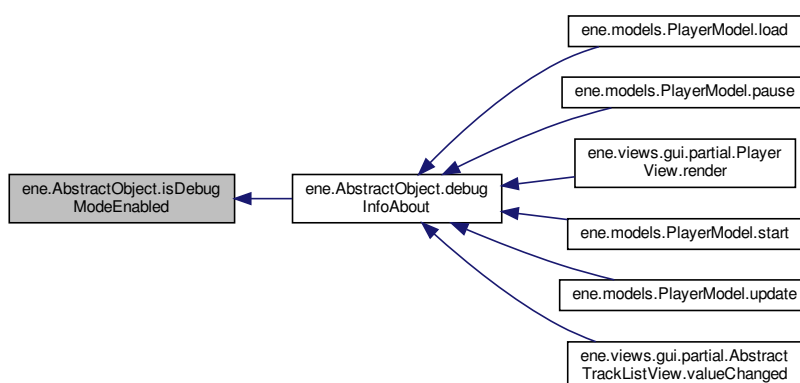 ene.models.PlayerModel.load
ene.models.PlayerModel.pause
ene.views.gui.partial.Player
View.render
ene.AbstractObject.isDebug
ModeEnabled
ene.AbstractObject.debug
InfoAbout
ene.models.PlayerModel.start
ene.models.PlayerModel.update
ene.views.gui.partial.Abstract
TrackListView.valueChanged